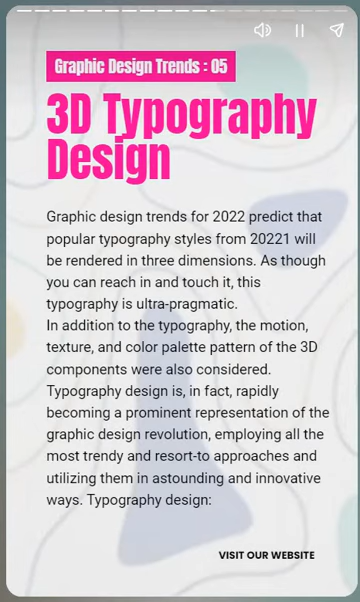 Graphic Design Trends : 05
3D Typography
Design
Graphic design trends for 2022 predict that
popular typography styles from 20221 will
be rendered in three dimensions. As though
you can reach in and touch it, this
typography is ultra-pragmatic.
In addition to the typography, the motion,
texture, and color palette pattern of the 3D
components were also considered.
Typography design is, in fact, rapidly
becoming a prominent representation of the
graphic design revolution, employing all the
most trendy and resort-to approaches and
utilizing them in astounding and innovative
ways. Typography design:
VISIT OUR WEBSITE